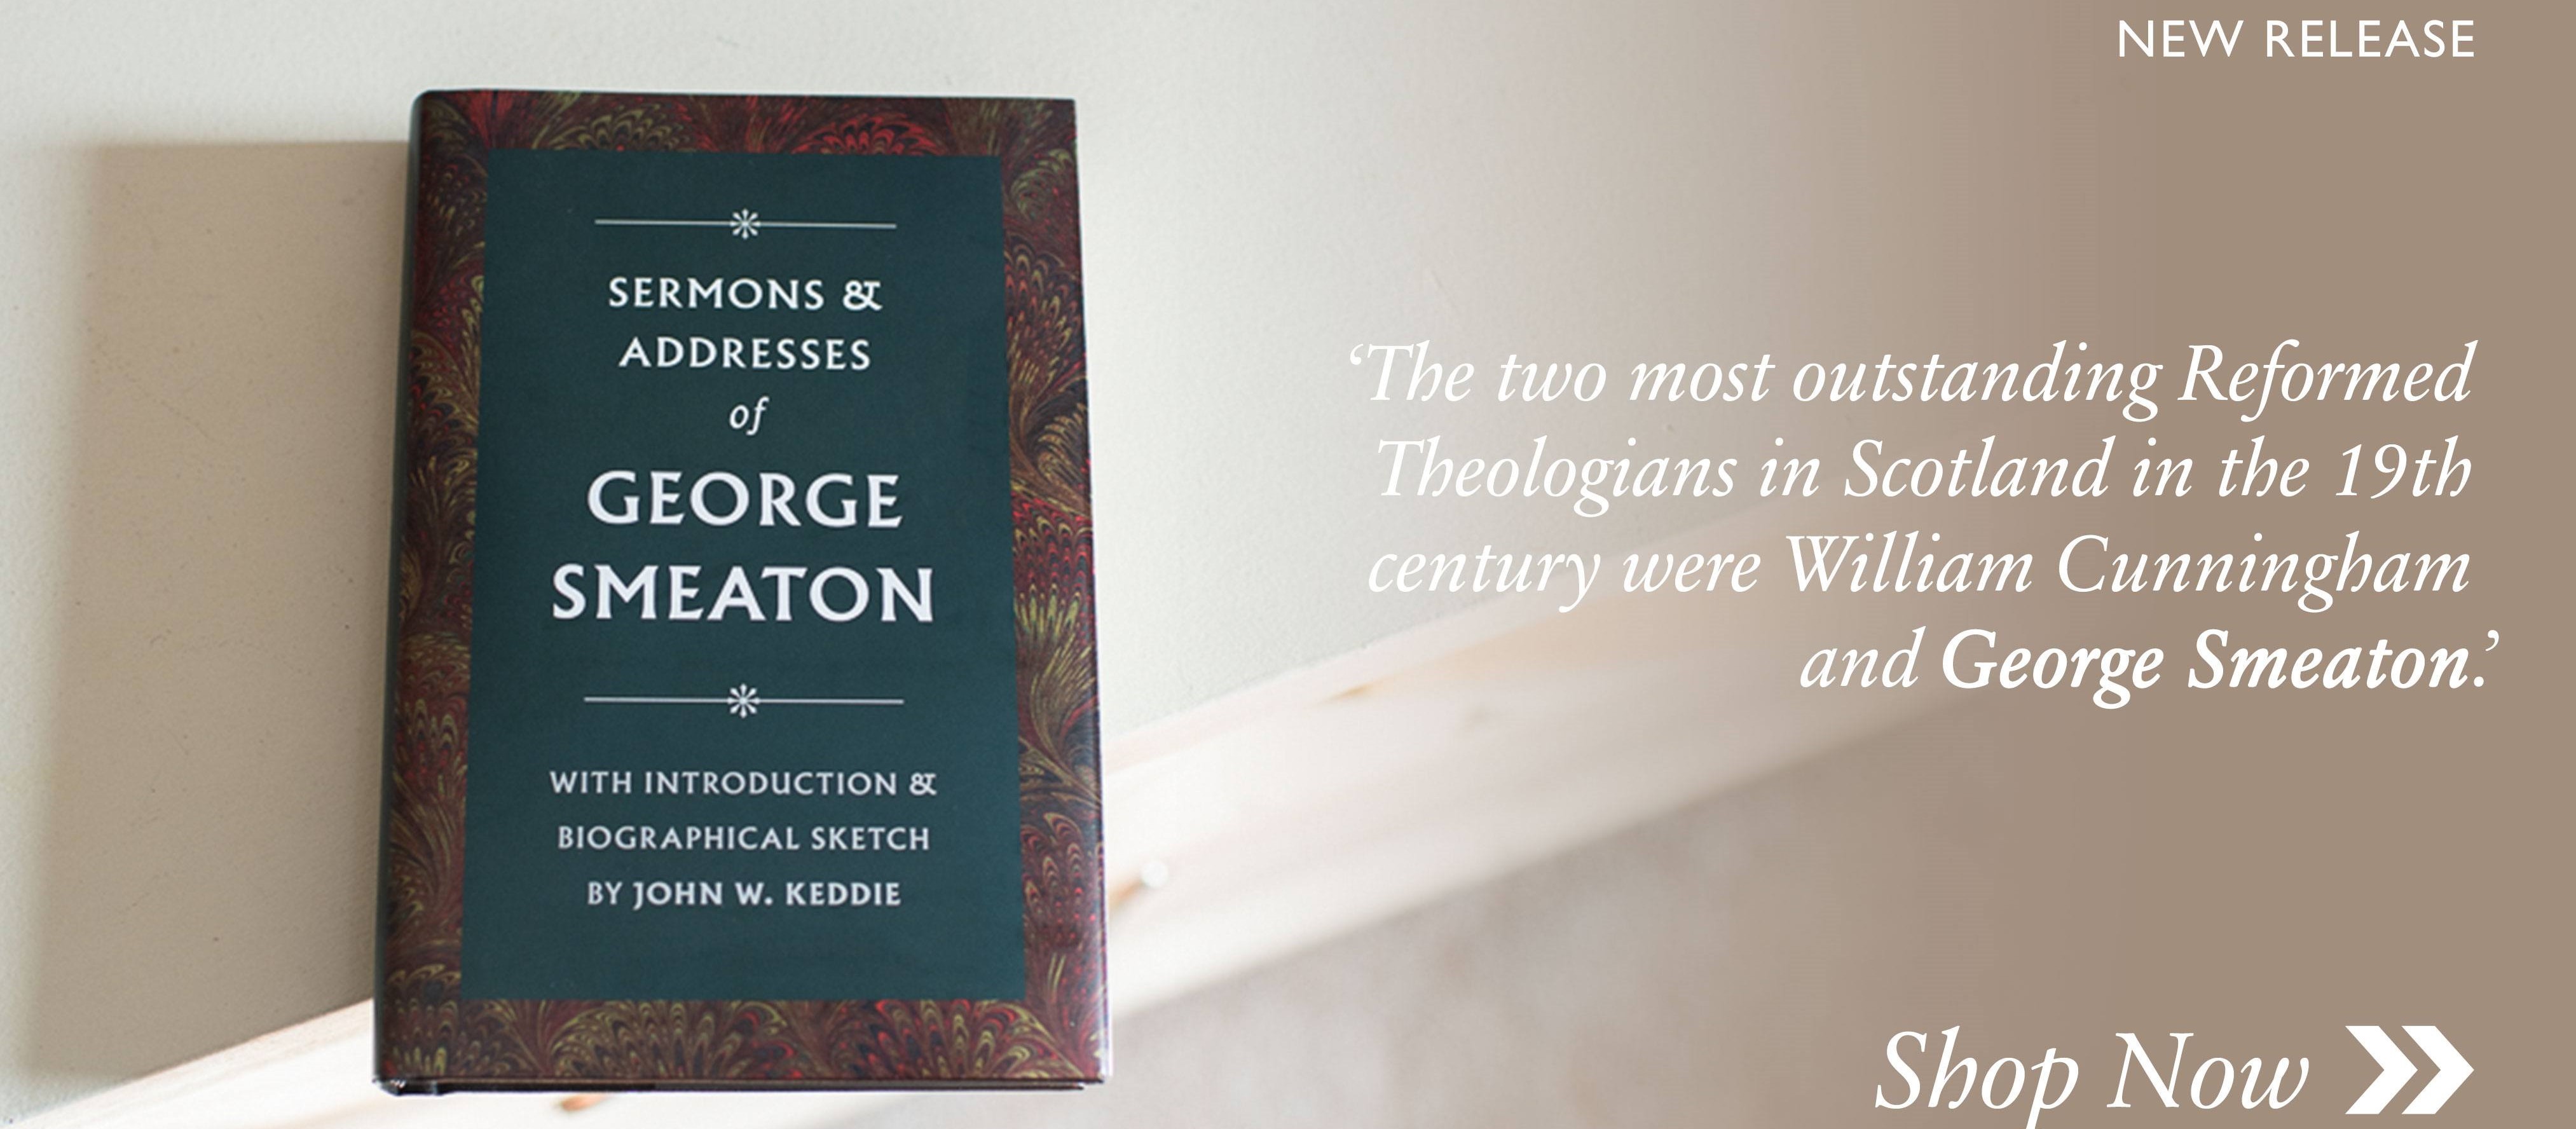 NEW RELEASE
SERMONS &
ADDRESSES
of
GEORGE
SMEATON
WITH INTRODUCTION &
BIOGRAPHICAL SKETCH
BY JOHN W. KEDDIE
‘The two most outstanding Reformed
Theologians in Scotland in the 19th
century were William Cunningham
and George Smeaton.’
Shop Now